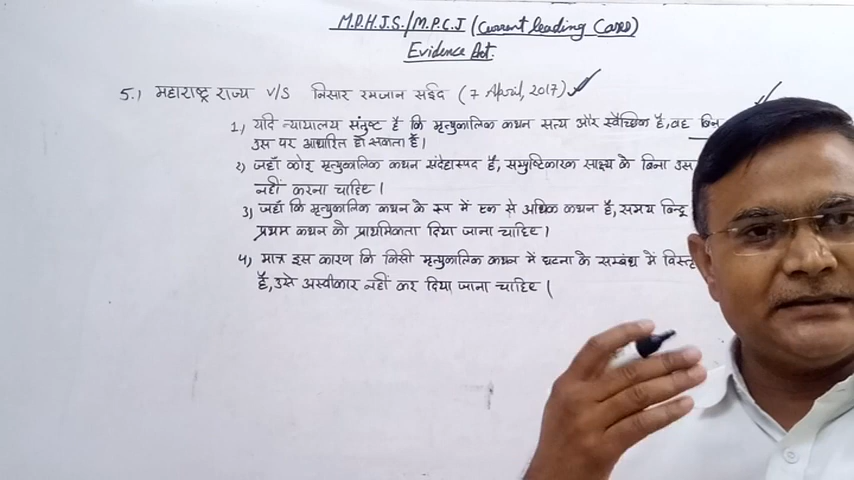 M.P.H.J.S./M.P.C.J (Current leading Cases)
Evidence Act.
5.) महाराष्ट्र राज्य V/S निसार रमजान सईद (7 April, 2017)
1) यदि न्यायालय संतुष्ट है कि मृत्युकालिक कथन सत्य और स्वैच्छिक है, वह बिना
उस पर आधारित हो सकता है।
2) जहाँ कोई मृत्युकालिक कथन संदेहास्पद है, सम्पुष्टिकारक साक्ष्य के बिना उस
नहीं करना चाहिए।
3) जहाँ कि मृत्युकालिक कथन के रूप में एक से अधिक कथन है, समय बिन्दु
प्रथम कथन को प्राथमिकता दिया जाना चाहिए।
4) मात्र इस कारण कि किसी मृत्युकालिक कथन में घटना के सम्बंध में
है, उसे अस्वीकार नहीं कर दिया जाना चाहिए।